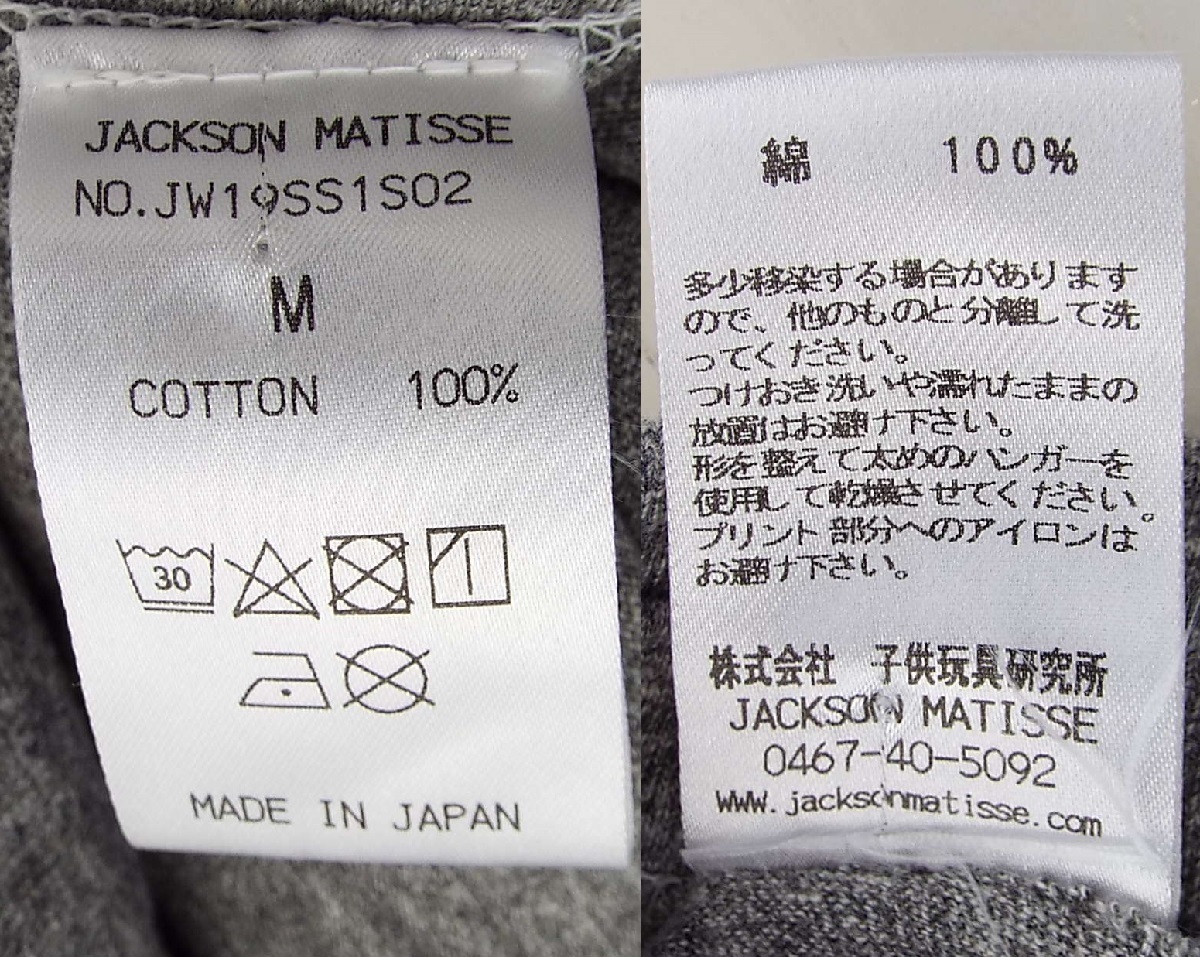 JACKSON MATISSE
NO.JW19SS1S02
M
COTTON 100%
30
MADE IN JAPAN
綿 100%
多少移染する場合があります
ので、他のものと分離して洗
ってください。
つけおき洗いや濡れたままの
放置はお避け下さい。
形を整えて太めのハンガーを
使用して乾燥させてください。
プリント部分へのアイロンは
お避け下さい。
株式会社 子供玩具研究所
JACKSON MATISSE
0467-40-5092
www.jacksonmatisse.com